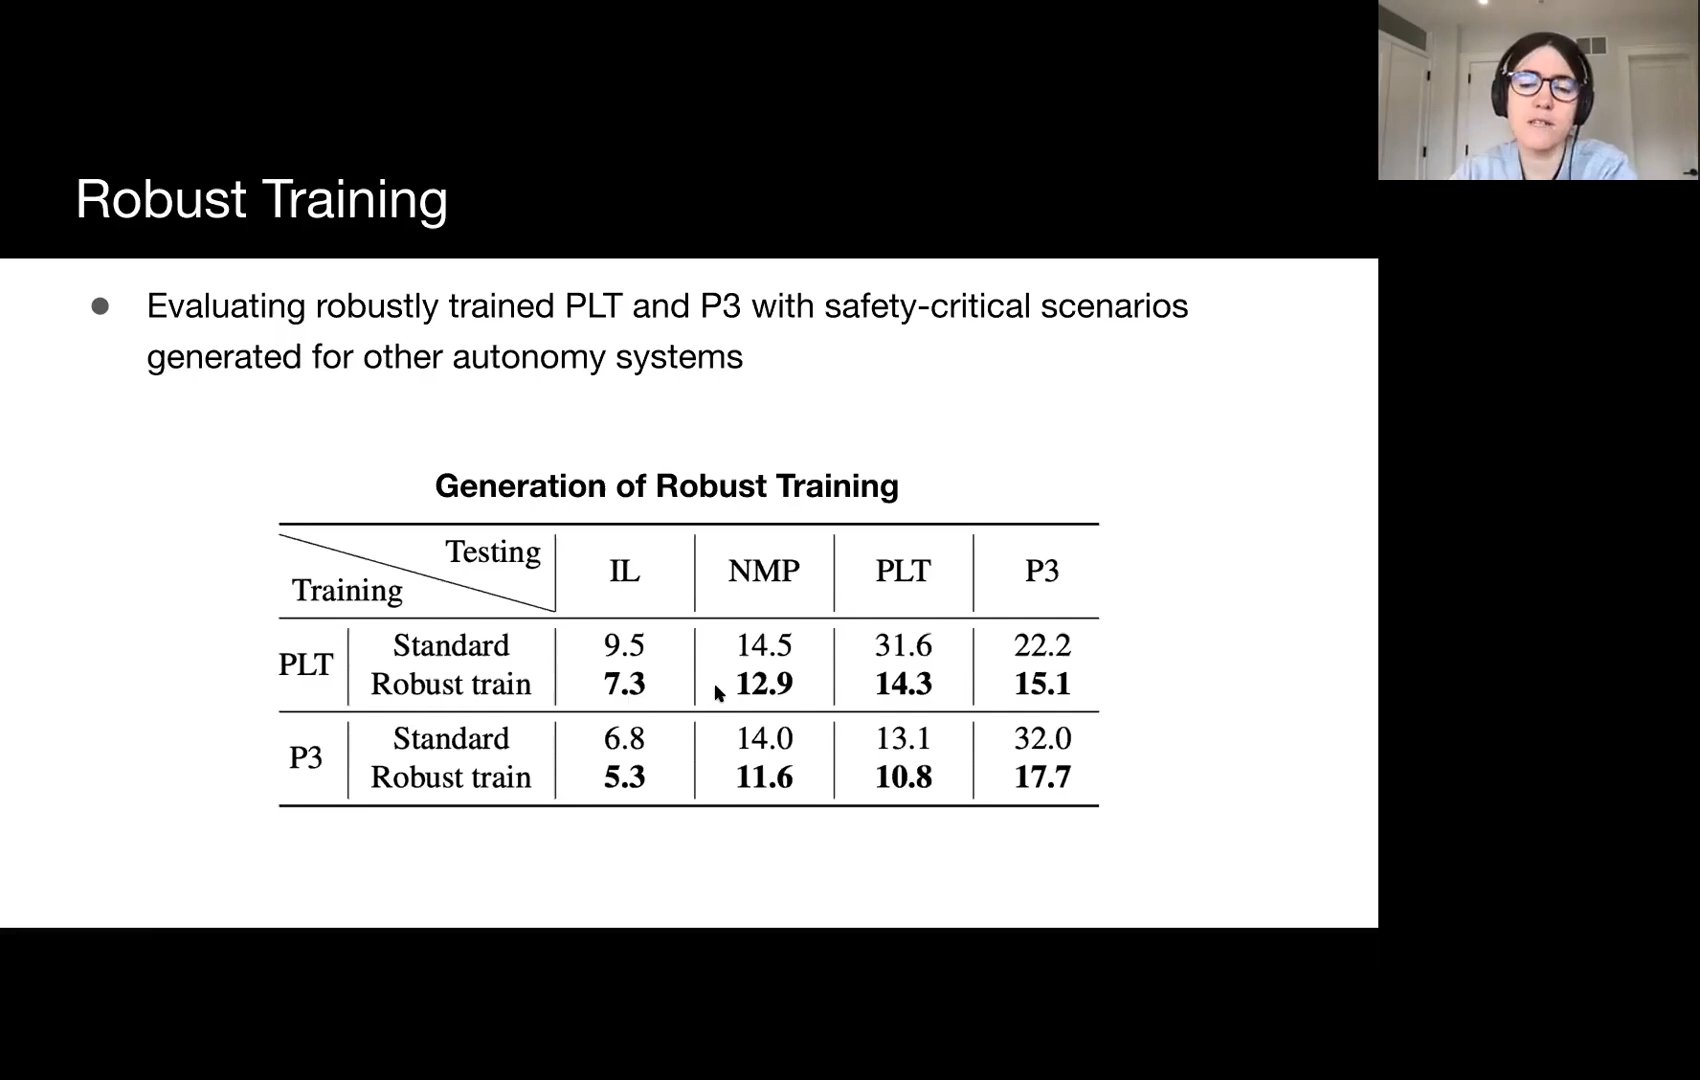 Robust Training
● Evaluating robustly trained PLT and P3 with safety-critical scenarios
generated for other autonomy systems
Generation of Robust Training
Testing
Training
IL NMP PLT P3
PLT
Standard 9.5 14.5 31.6 22.2
Robust train 7.3 12.9 14.3 15.1
P3
Standard 6.8 14.0 13.1 32.0
Robust train 5.3 11.6 10.8 17.7